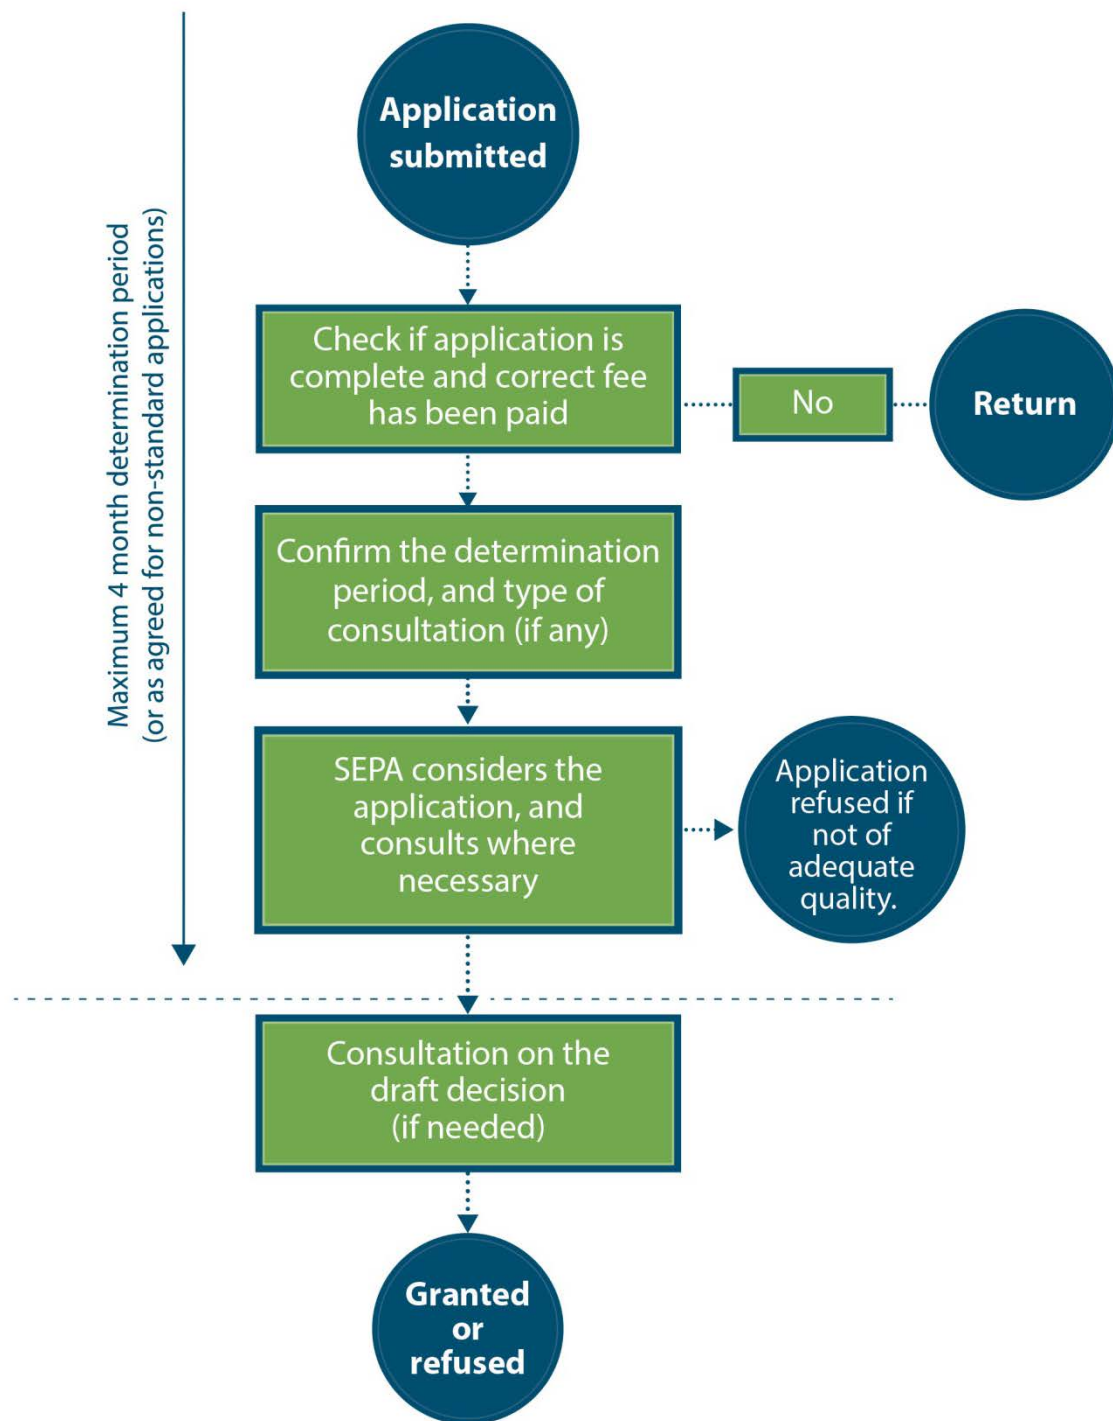 Application
submitted
Maximum 4 month determination period
(or as agreed for non-standard applications)
Check if application is
complete and correct fee
has been paid
No
Return
Confirm the determination
period, and type of
consultation (if any)
SEPA considers the
application, and
consults where
necessary
Application
refused if
not of
adequate
quality.
Consultation on the
draft decision
(if needed)
Granted
or
refused